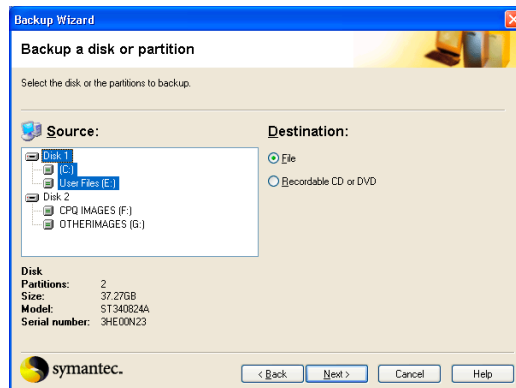 Backup Wizard
Backup a disk or partition
Select the disk or the partitions to backup.
Source:
Disk 1
(C:)
User Files (E:)
Disk 2
CPQ IMAGES (F:)
OTHERIMAGES (G:)
Destination:
File
Recordable CD or DVD
Disk
Partitions: 2
Size: 37.27GB
Model: ST340824A
Serial number: 3HE00N23
symantec.
< Back Next > Cancel Help